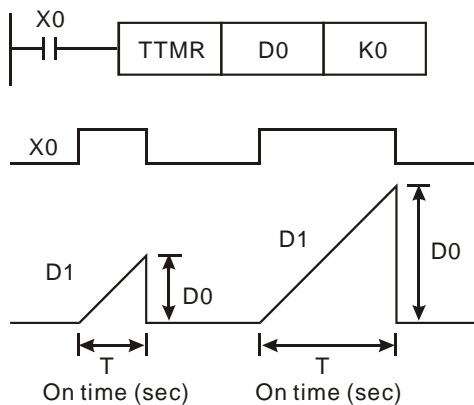 X0
TTMR D0 K0
X0
D1 D0 D1 D0
T T
On time (sec) On time (sec)